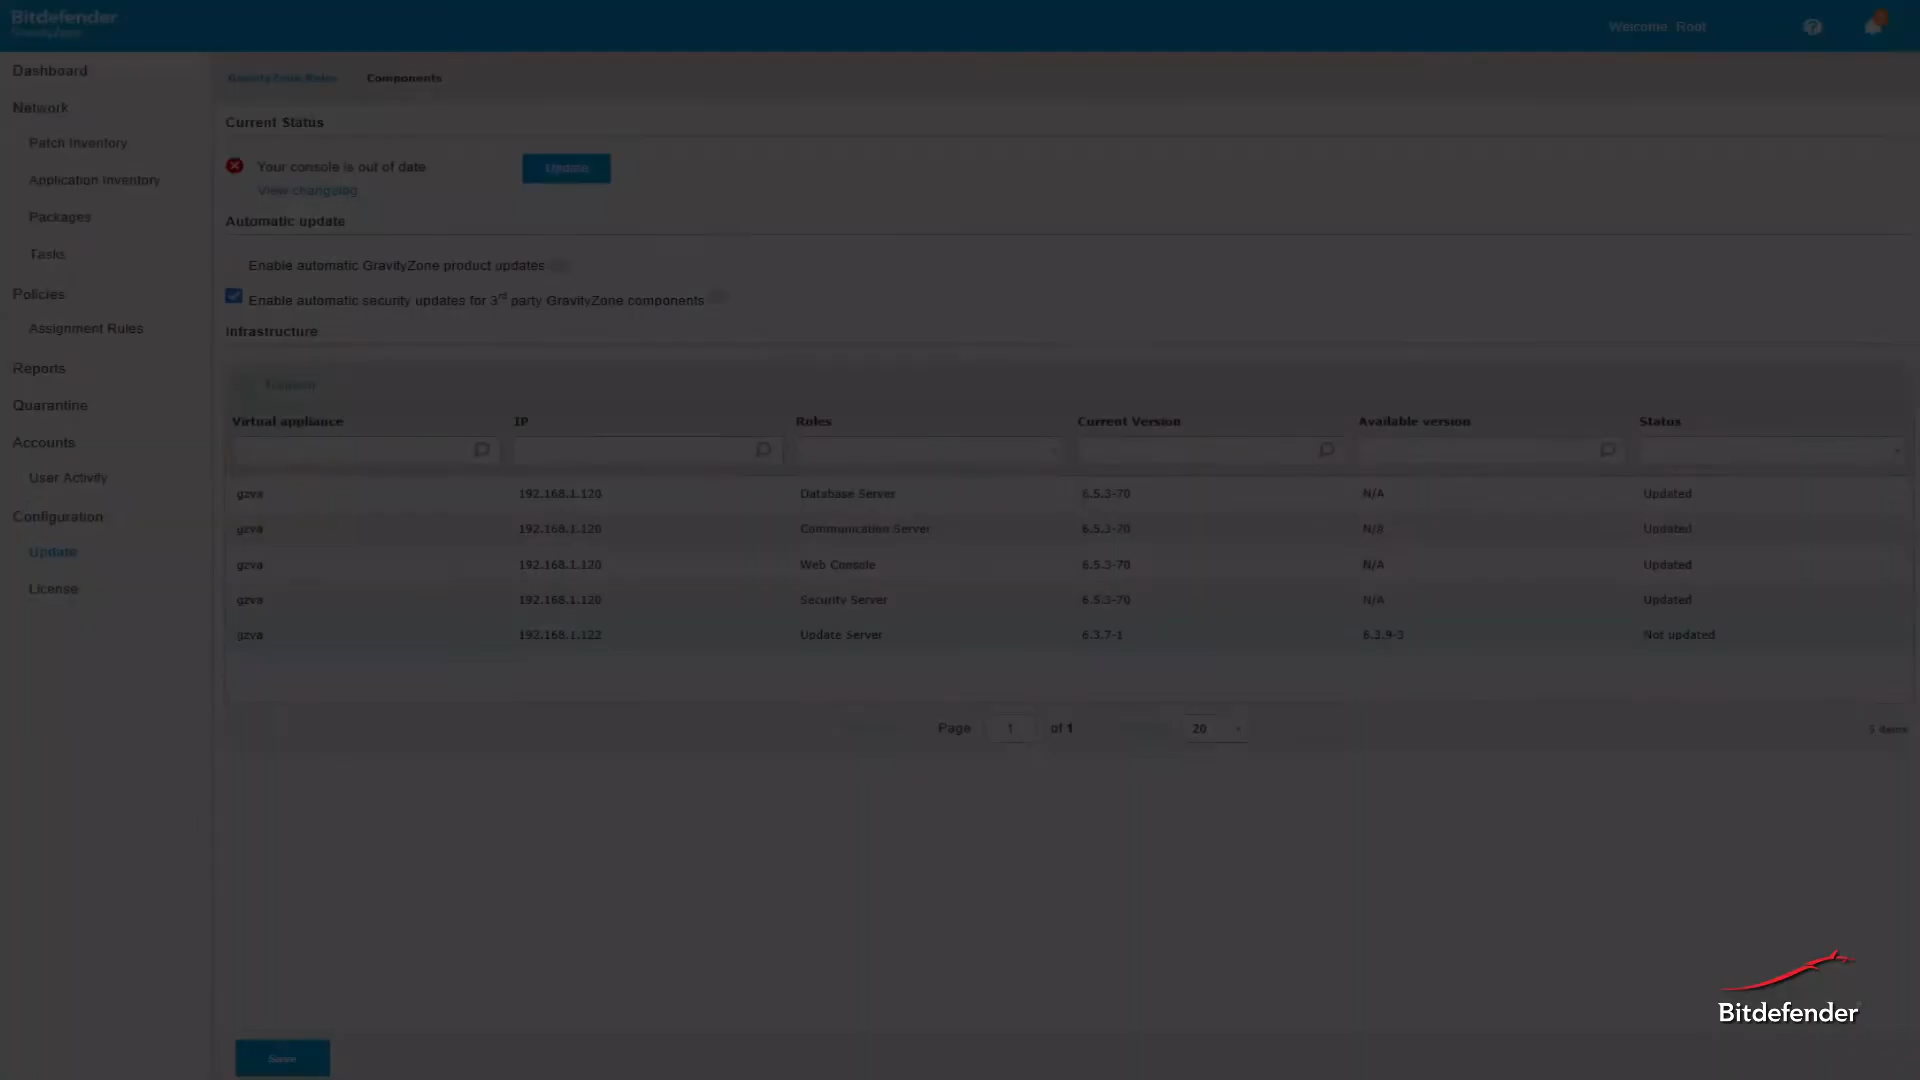 Bitdefender
GravityZone
Welcome, Root
Dashboard
Network
Patch Inventory
Application Inventory
Packages
Tasks
Policies
Assignment Rules
Reports
Quarantine
Accounts
User Activity
Configuration
Update
License
GravityZone Roles Components
Current Status
Your console is out of date Update
View changelog
Automatic update
Enable automatic GravityZone product updates
Enable automatic security updates for 3rd party GravityZone components
Infrastructure
Virtual appliance IP Roles Current Version Available version Status
gzva 192.168.1.120 Database Server 6.5.3-70 N/A Updated
gzva 192.168.1.120 Communication Server 6.5.3-70 N/A Updated
gzva 192.168.1.120 Web Console 6.5.3-70 N/A Updated
gzva 192.168.1.120 Security Server 6.5.3-70 N/A Updated
gzva 192.168.1.122 Update Server 6.3.7-1 6.3.9-3 Not updated
Page 1 of 1 20 5 items
Save
Bitdefender